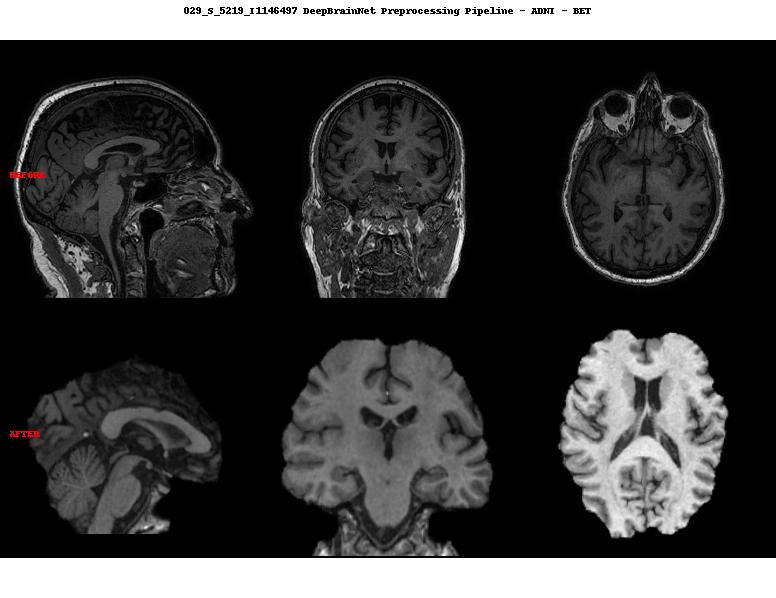 029_S_5219_I1146497 DeepBrainNet Preprocessing Pipeline - ADNI - BET
BEFORE
AFTER